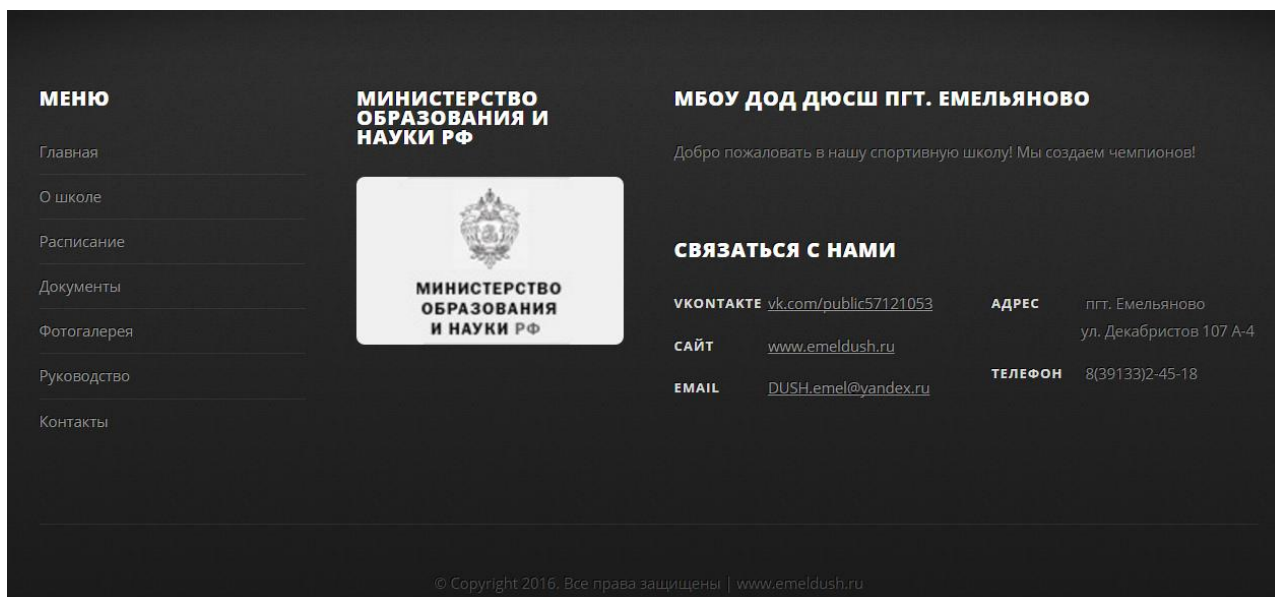 МЕНЮ
Главная
О школе
Расписание
Документы
Фотогалерея
Руководство
Контакты
МИНИСТЕРСТВО
ОБРАЗОВАНИЯ И
НАУКИ РФ
МИНИСТЕРСТВО
ОБРАЗОВАНИЯ
И НАУКИ РФ
МБОУ ДОД ДЮСШ ПГТ. ЕМЕЛЬЯНОВО
Добро пожаловать в нашу спортивную школу! Мы создаем чемпионов!
СВЯЗАТЬСЯ С НАМИ
VKONTAKTE vk.com/public57121053
САЙТ www.emeldush.ru
EMAIL DUSH.emel@yandex.ru
АДРЕС пгт. Емельяново
ул. Декабристов 107 А-4
ТЕЛЕФОН 8(39133)2-45-18
© Copyright 2016. Все права защищены | www.emeldush.ru